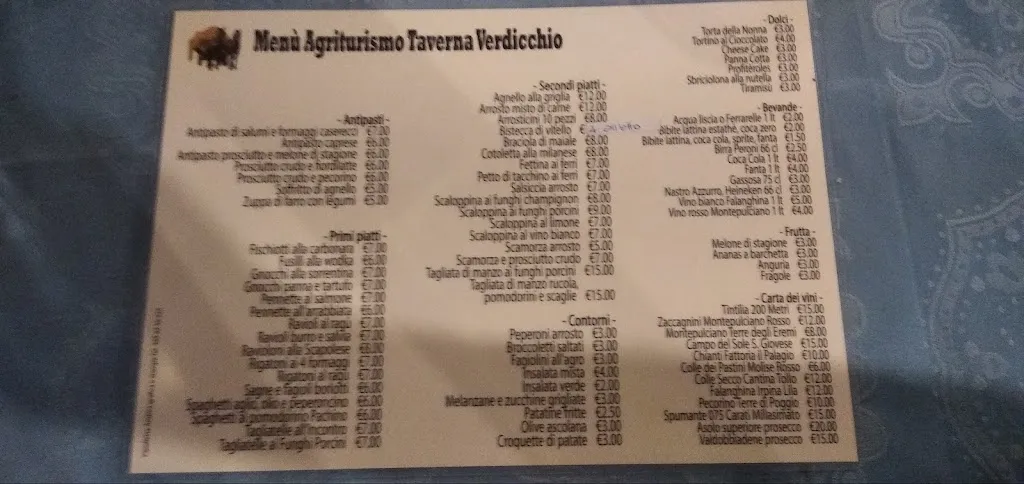 Menù Agriturismo Taverna Verdicchio
- Antipasti -
Antipasto di salumi e formaggi caserecci €7.00
Antipasto caprese €6.00
Antipasto prosciutto e melone di stagione €6.00
Prosciutto crudo e fiordilatte €6.00
Prosciutto crudo e pecorino €6.00
Soffritto di agnello €5.00
Zuppa di farro con legumi €5.00
- Primi piatti -
Fischiotti alla carbonara €7.00
Fusilli alla wodka €6.00
Gnocchi alla sorrentina €7.00
Gnocchi panna e tartufo €7.00
Pennette al salmone €7.00
Pennette all'arrabbiata €6.00
Ravioli al ragù €7.00
Ravioli burro e salvia €7.00
Ravioloni alla Scapolese €8.00
Rigatoni ai 4 formaggi €7.00
Rigatoni al ragù €7.00
Sagne e fagioli bonlotti €6.00
Spaghetti aglio, olio e peperoncino €6.00
Spaghetti al pomodorino Pachino €6.00
Tagliatelle all'incontro €7.00
Tagliatelle ai Funghi Porcini €7.00
- Secondi piatti -
Agnello alla griglia €12.00
Arrosto misto di carne €12.00
Arrosticini 10 pezzi €8.00
Bistecca di vitello €
Braciola di maiale €8.00
Cotoletta alla milanese €8.00
Fettina ai ferri €7.00
Petto di tacchino ai ferri €7.00
Salsiccia arrosto €7.00
Scaloppina ai funghi champignon €8.00
Scaloppina ai funghi porcini €9.00
Scaloppina al limone €7.00
Scaloppina al vino bianco €7.00
Scamorza arrosto €5.00
Scamorza e prosciutto crudo €7.00
Tagliata di manzo ai funghi porcini €15.00
Tagliata di manzo rucola,
pomodorini e scaglie €15.00
- Contorni -
Peperoni arrosto €3.00
Broccoletti saltati €3.00
Fagiolini all'agro €3.00
Insalata mista €4.00
Insalata verde €2.00
Melanzane e zucchine grigliate €3.00
Patatine fritte €2.50
Olive ascolana €3.00
Croquette di patate €3.00
- Dolci -
Torta della Nonna €3.00
Tortino al Cioccolato €4.00
Cheese Cake €3.00
Panna Cotta €3.00
Profiteroles €3.00
Sbriciolona alla nutella €3.00
Tiramisù €3.00
- Bevande -
Acqua liscia o Ferrarelle 1 lt €2.00
Bibite lattina estathé, coca zero €2.00
Bibite lattina, coca cola, sprite, fanta €1.50
Birra Peroni 66 cl €2.50
Coca Cola 1 lt €4.00
Fanta 1 lt €4.00
Gassosa 75 cl €3.00
Nastro Azzurro, Heineken 66 cl €3.00
Vino bianco Falanghina 1 lt €5.00
Vino rosso Montepulciano 1 lt €4.00
- Frutta -
Melone di stagione €3.00
Ananas a barchetta €3.00
Anguria €3.00
Fragole €3.00
- Carta dei vini -
Tintilia 200 Metri €15.00
Zaccagnini Montepulciano Rosso €12.00
Montepulciano Terre degli Eremi €8.00
Campo del Sole S. Giovese €15.00
Chianti Fattoria il Palagio €10.00
Colle dei Pastini Molise Rosso €6.00
Colle Secco Cantina Tollo €12.00
Falanghina Irpina Lila €12.00
Pecorino Terre di Poggio €10.00
Spumante 075 Carati Millesimato €15.00
Asolo superiore prosecco €20.00
Valdobbiadene prosecco €15.00